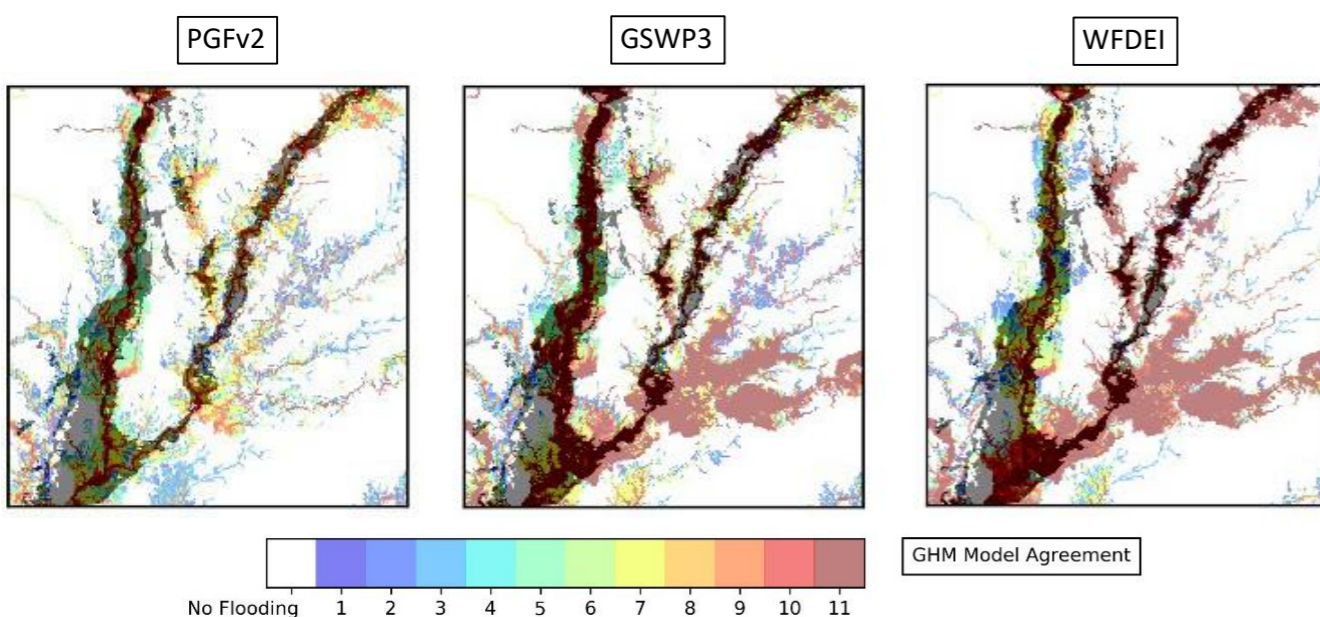 PGFv2 GSWP3 WFDEI
GHM Model Agreement
No Flooding 1 2 3 4 5 6 7 8 9 10 11